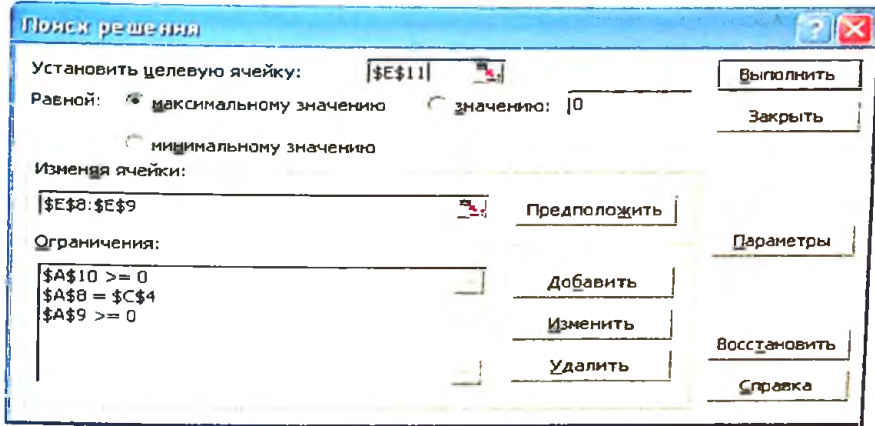 Поиск решения
Установить целевую ячейку: $E$11
Выполнить
Равной: максимальному значению значению: 0
Закрыть
минимальному значению
Изменяя ячейки:
$E$8:$E$9
Предположить
Ограничения:
Параметры
$A$10 >= 0
$A$8 = $C$4
$A$9 >= 0
Добавить
Изменить
Удалить
Восстановить
Справка